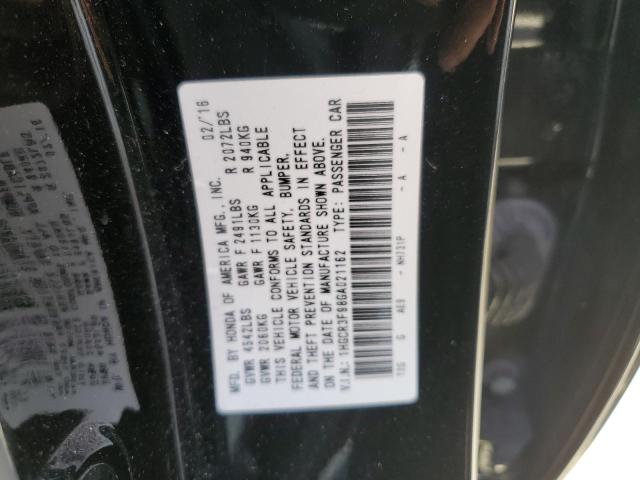 MFD. BY HONDA OF AMERICA MFG., INC. 02/'16
GVWR 4542LBS GAWR F 2491LBS R 2072LBS
GVWR 2060KG GAWR F 1130KG R 940KG
THIS VEHICLE CONFORMS TO ALL APPLICABLE
FEDERAL MOTOR VEHICLE SAFETY, BUMPER,
AND THEFT PREVENTION STANDARDS IN EFFECT
ON THE DATE OF MANUFACTURE SHOWN ABOVE.
V.I.N.: 1HGCR3F98GA021162 TYPE: PASSENGER CAR
G AE9 - NH731P - A - A